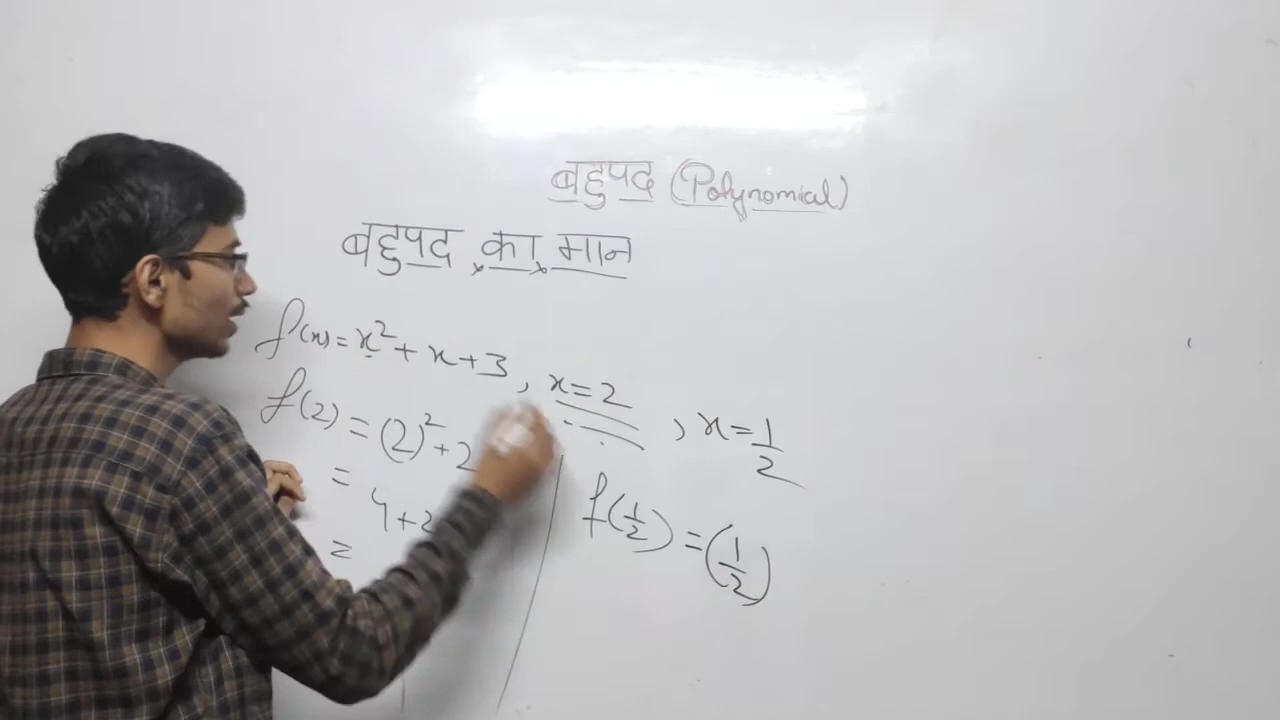 बहुपद (Polynomical)
बहुपद का मान
f(x) = x² + x + 3 , x = 2 , x = 1/2
f(2) = (2)² + 2
= 4 + 2
=
f(1/2) = (1/2)